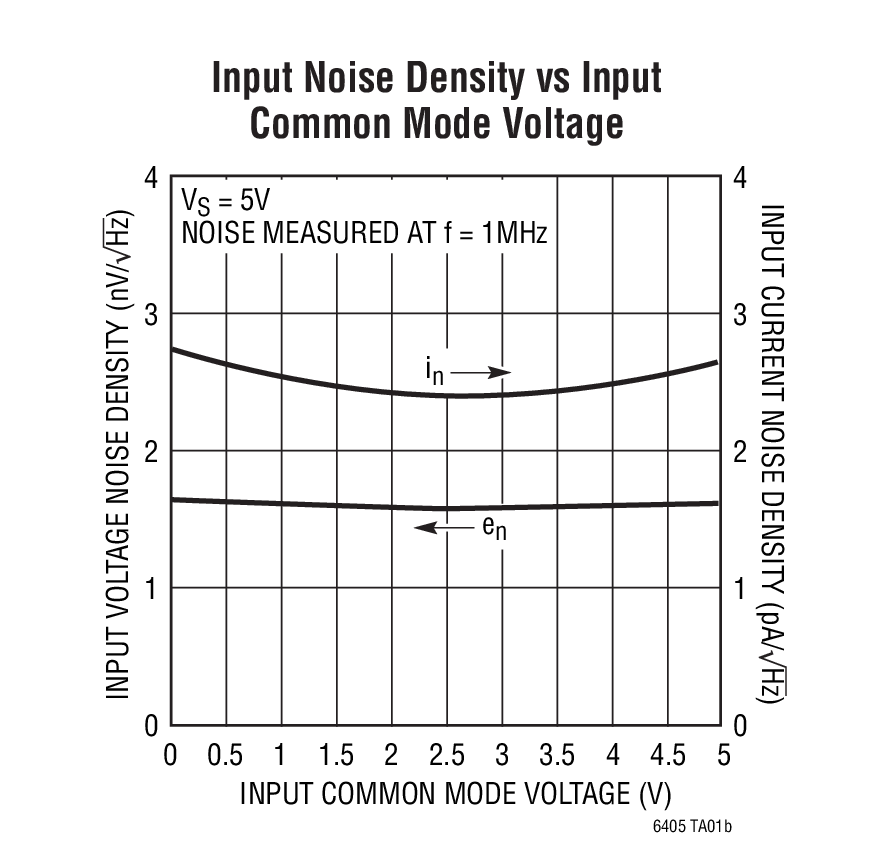 Input Noise Density vs Input
Common Mode Voltage
4
3
2
1
0
INPUT VOLTAGE NOISE DENSITY (nV/√Hz)
VS = 5V
NOISE MEASURED AT f = 1MHz
in
en
4
3
2
1
0
INPUT CURRENT NOISE DENSITY (pA/√Hz)
0 0.5 1 1.5 2 2.5 3 3.5 4 4.5 5
INPUT COMMON MODE VOLTAGE (V)
6405 TA01b